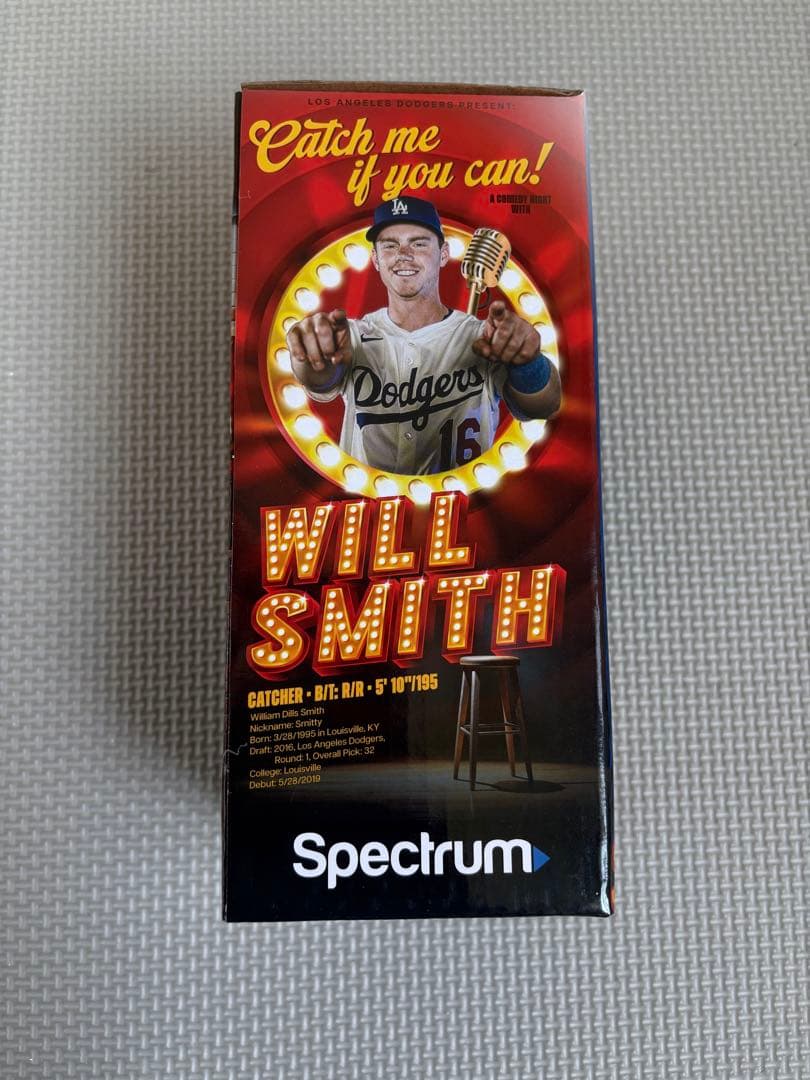 LOS ANGELES DODGERS PRESENT:
Catch me
if you can!
A COMEDY NIGHT
WITH
LA
Dodgers
16
WILL
SMITH
CATCHER • B/T: R/R • 5' 10"/195
William Dills Smith
Nickname: Smitty
Born: 3/28/1995 in Louisville, KY
Draft: 2016, Los Angeles Dodgers,
Round: 1, Overall Pick: 32
College: Louisville
Debut: 5/28/2019
Spectrum